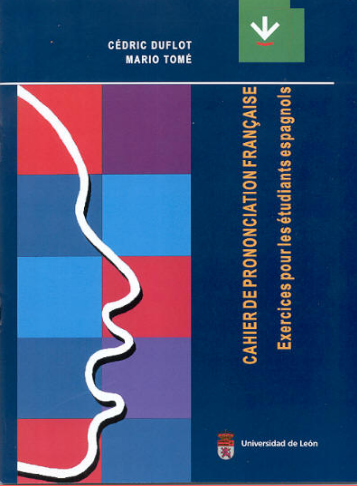 CÉDRIC DUFLOT
MARIO TOMÉ
CAHIER DE PRONONCIATION FRANÇAISE
Exercices pour les étudiants espagnols
Universidad de León